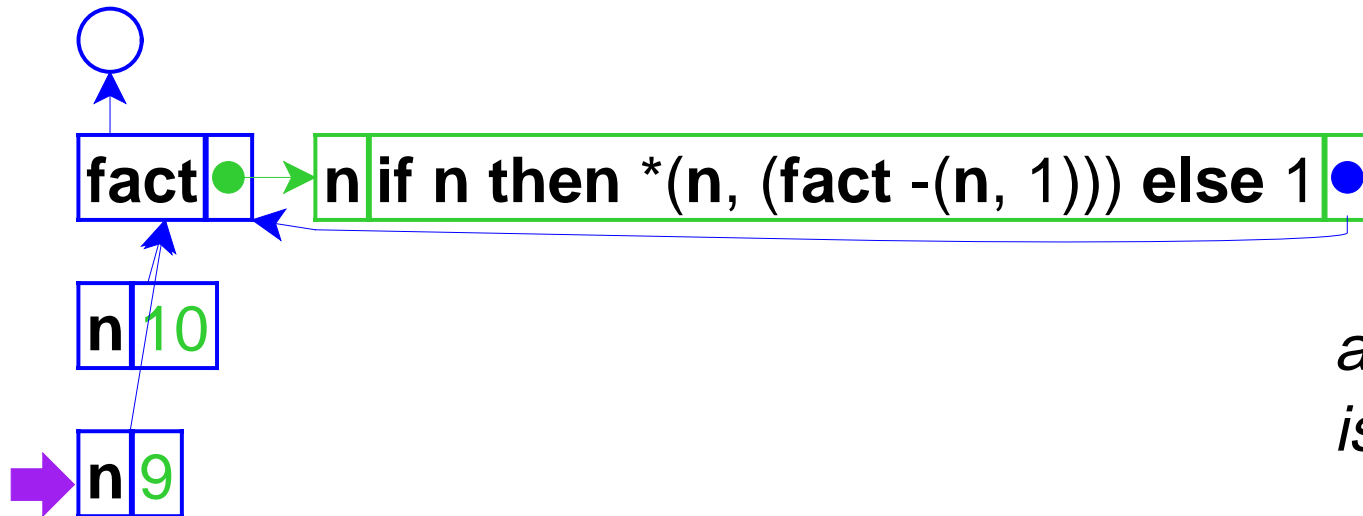 fact n if n then *(n, (fact -(n, 1))) else 1
n 10
n 9